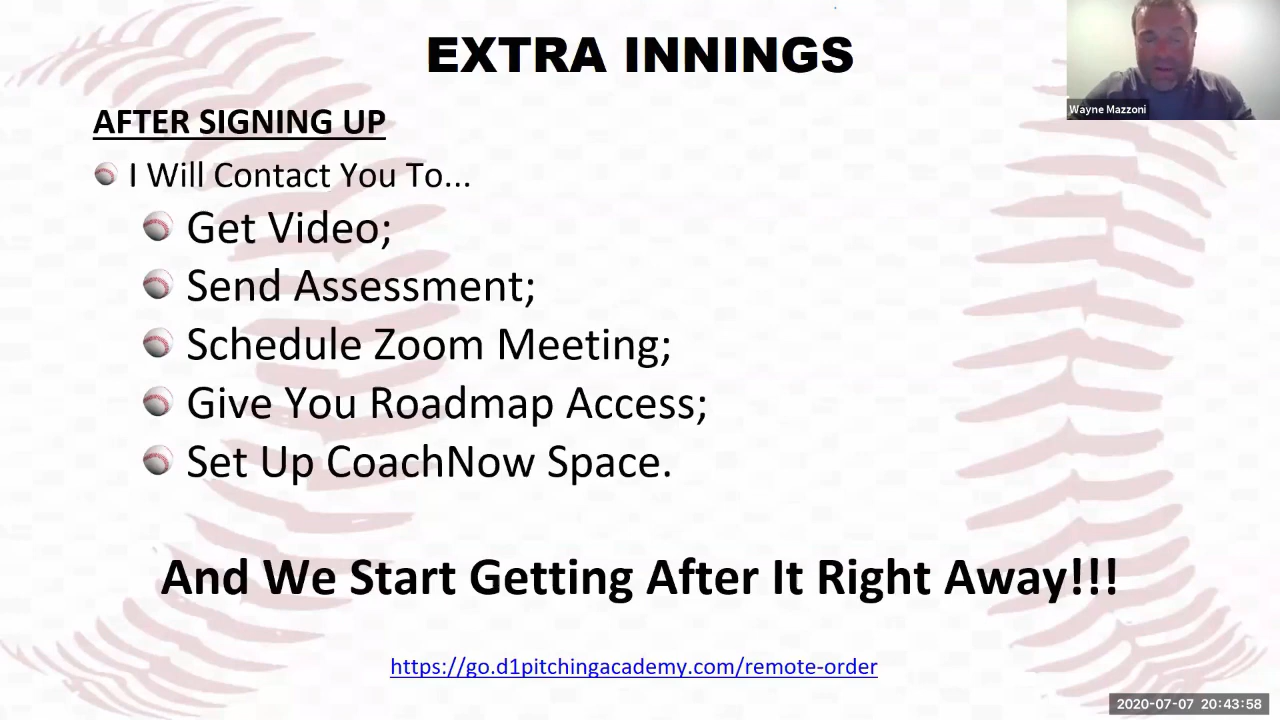 EXTRA INNINGS
Wayne Mazzoni
AFTER SIGNING UP
I Will Contact You To...
Get Video;
Send Assessment;
Schedule Zoom Meeting;
Give You Roadmap Access;
Set Up CoachNow Space.
And We Start Getting After It Right Away!!!
https://go.d1pitchingacademy.com/remote-order
2020-07-07 20:43:58